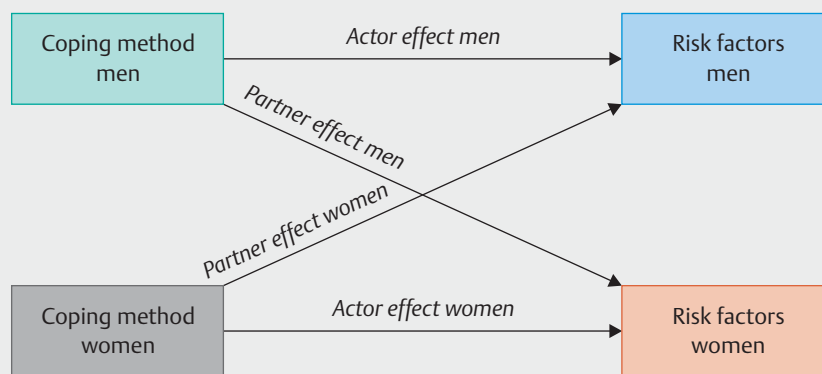 Coping method
men
Actor effect men
Risk factors
men
Partner effect men
Partner effect women
Coping method
women
Actor effect women
Risk factors
women